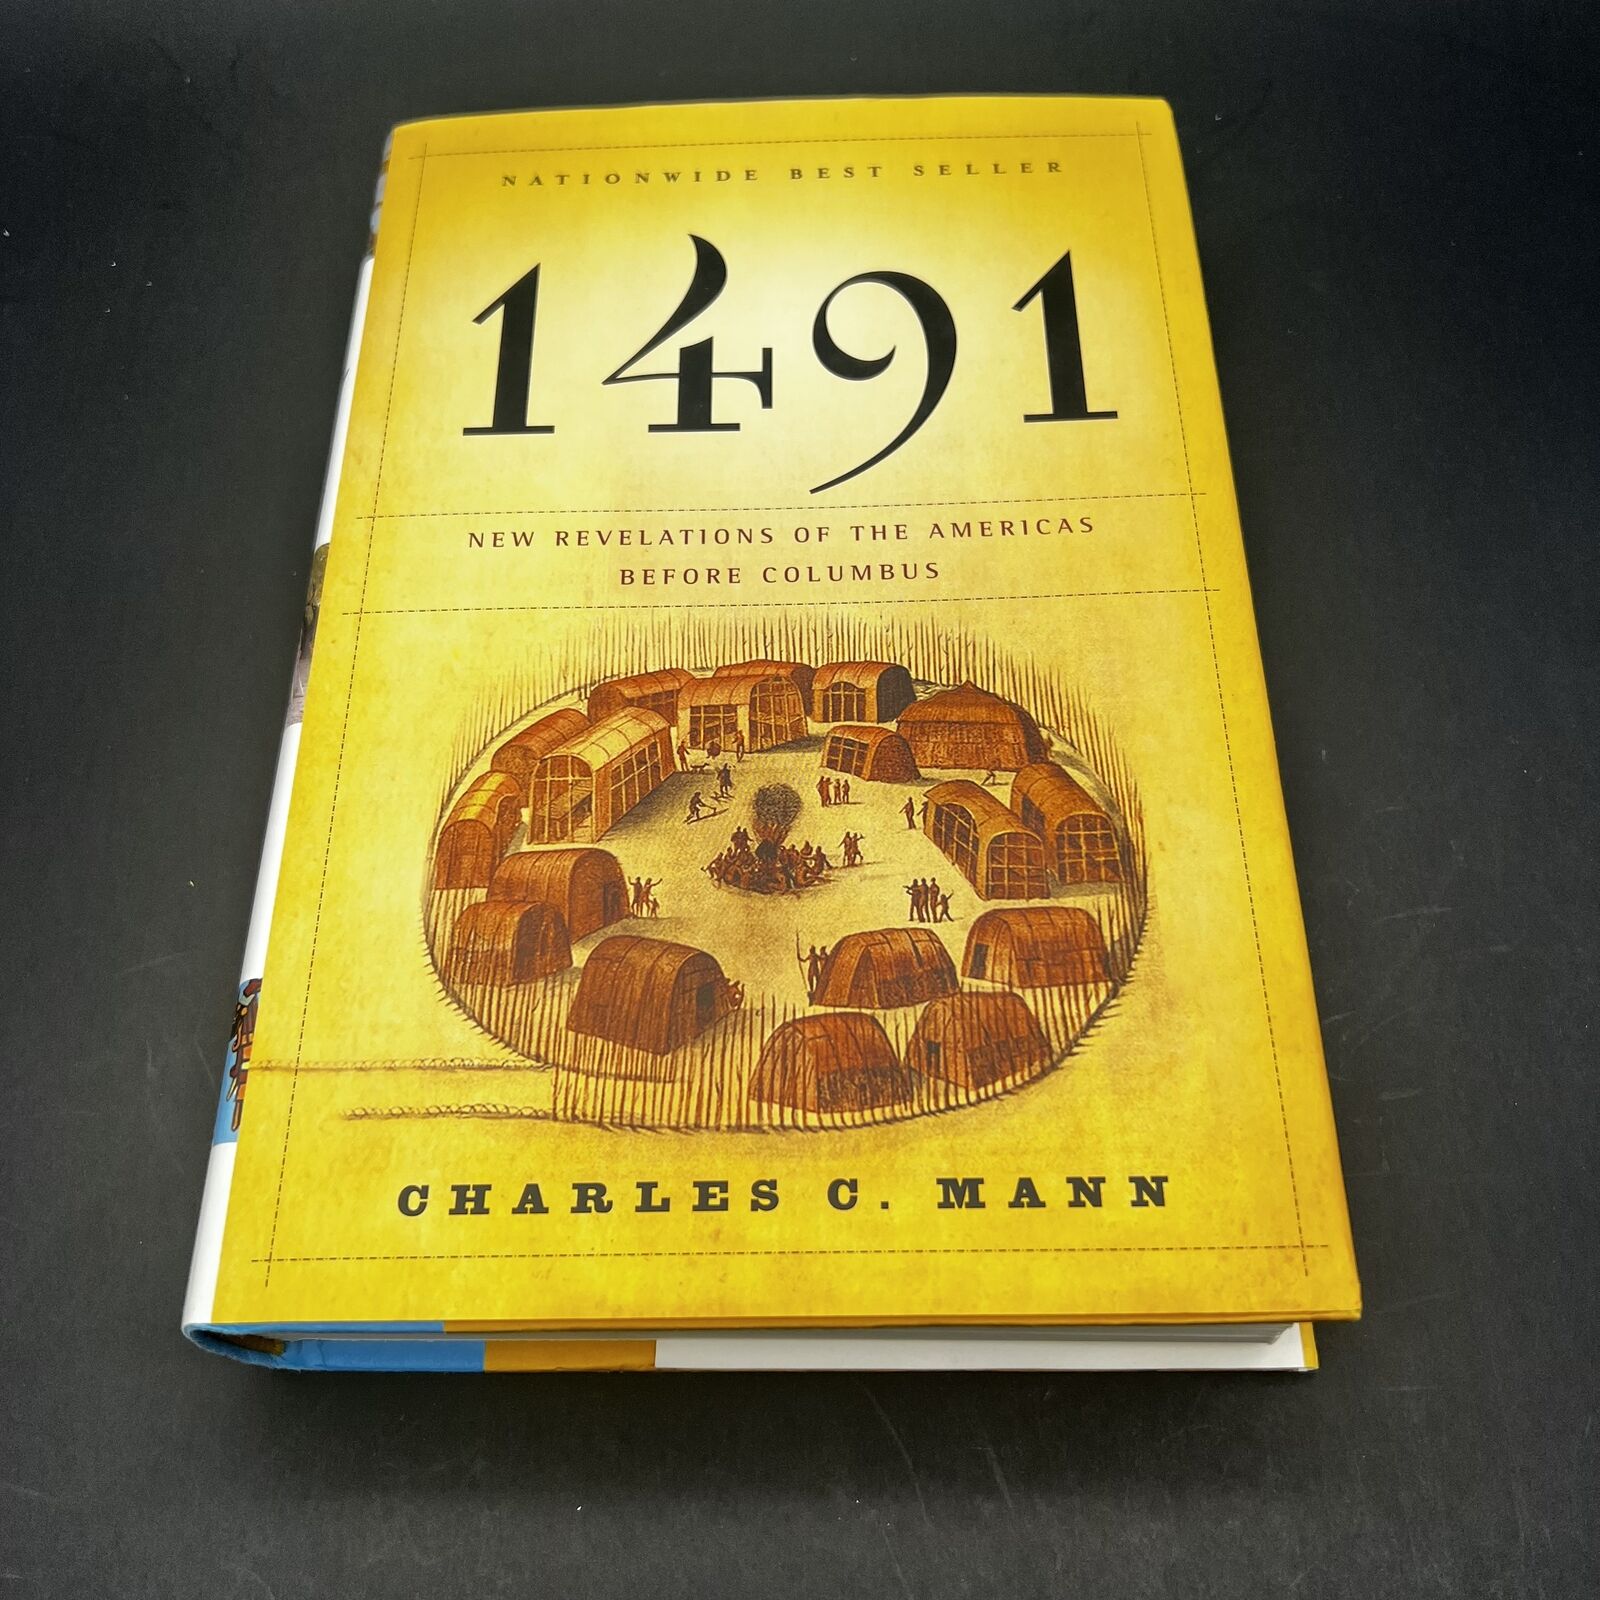 NATIONWIDE BEST SELLER
1491
NEW REVELATIONS OF THE AMERICAS
BEFORE COLUMBUS
CHARLES C. MANN